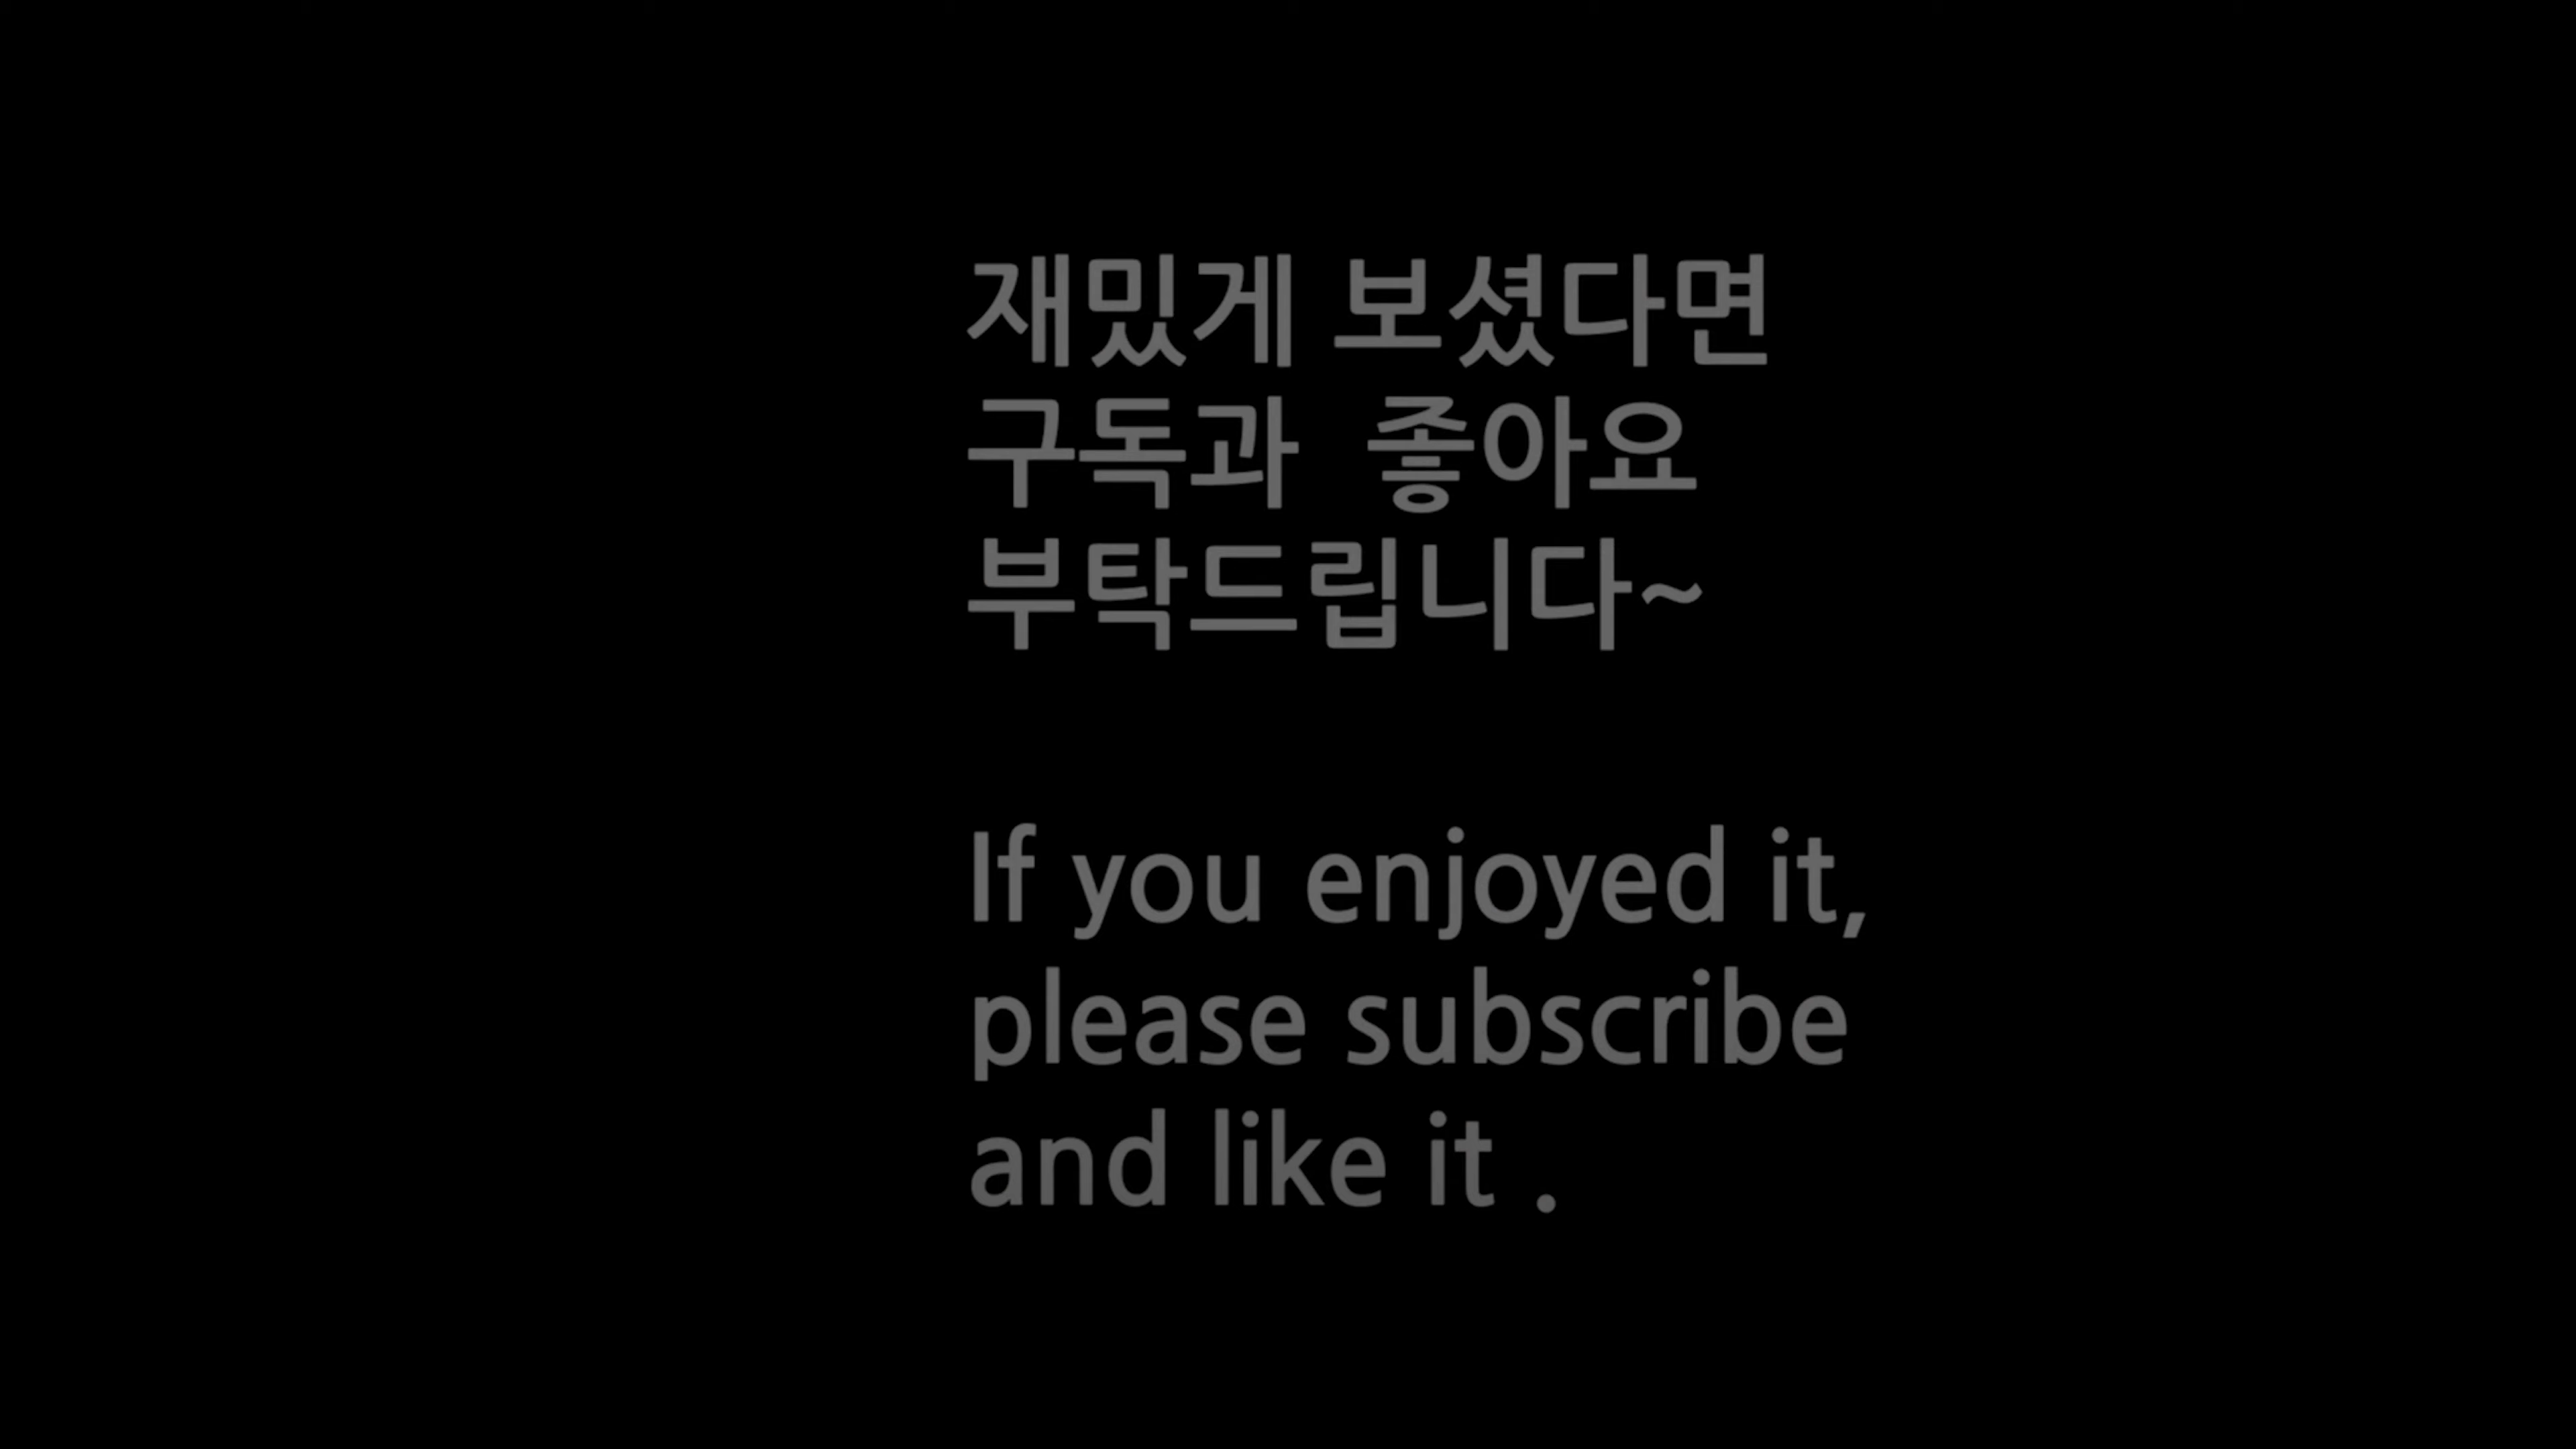 재밌게 보셨다면
구독과 좋아요
부탁드립니다~
If you enjoyed it,
please subscribe
and like it .